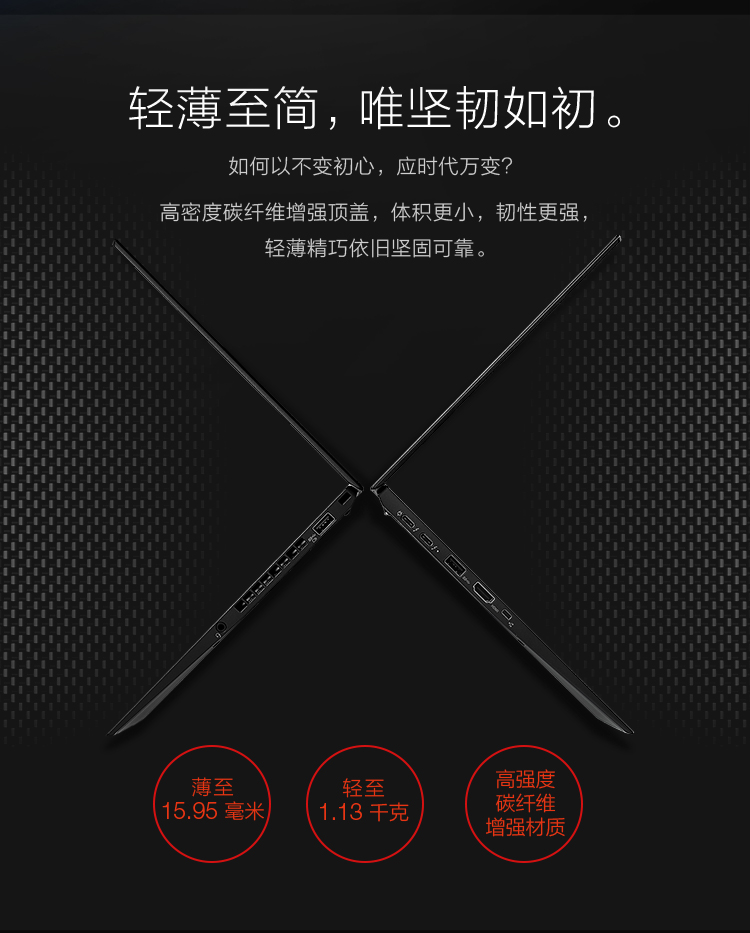 轻薄至简，唯坚韧如初。
如何以不变初心，应时代万变？
高密度碳纤维增强顶盖，体积更小，韧性更强，
轻薄精巧依旧坚固可靠。
薄至
15.95 毫米
轻至
1.13 千克
高强度
碳纤维
增强材质